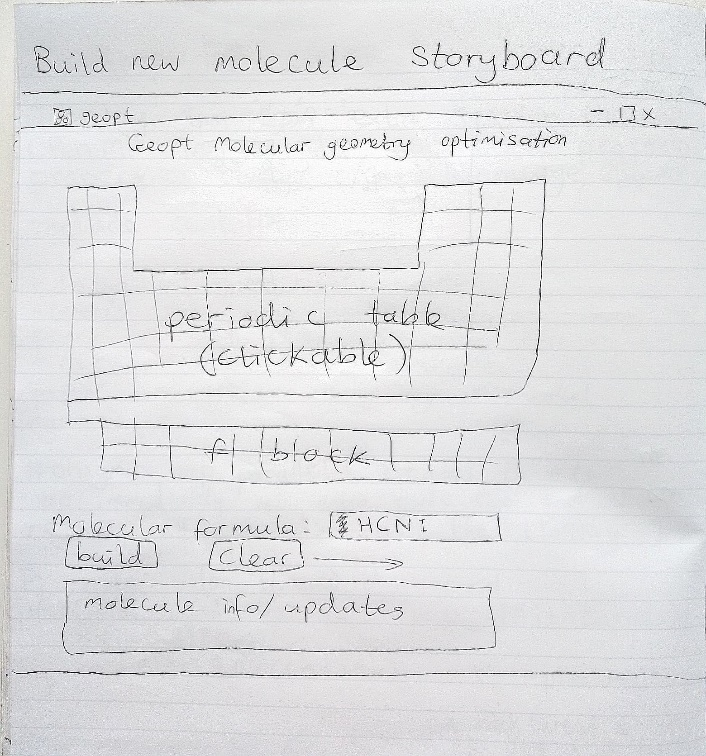 Build new molecule Storyboard
geopt
Geopt Molecular geometry optimisation
periodic table
(clickable)
f block
Molecular formula: HCN
build Clear
molecule info/updates